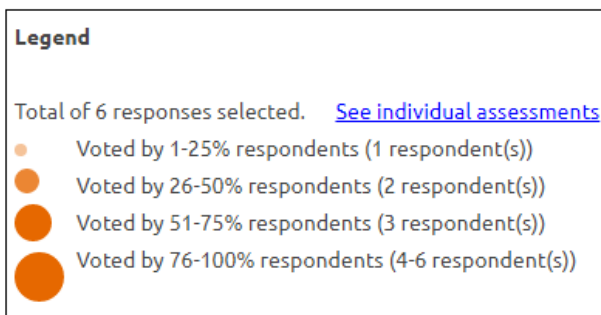 Legend
Total of 6 responses selected. See individual assessments
Voted by 1-25% respondents (1 respondent(s))
Voted by 26-50% respondents (2 respondent(s))
Voted by 51-75% respondents (3 respondent(s))
Voted by 76-100% respondents (4-6 respondent(s))